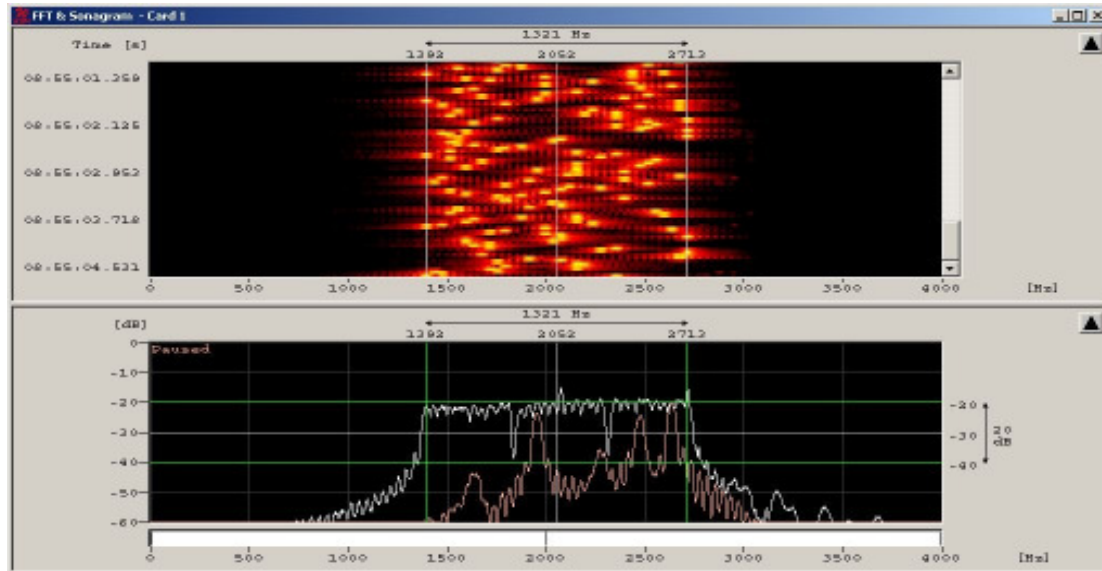 FFT & Sonagram - Card 1
Time [s]
1321 Hz
1392 2052 2713
08:55:01.359
08:55:02.125
08:55:02.952
08:55:03.718
08:55:04.531
0 500 1000 1500 2000 2500 3000 3500 4000 [Hz]
1321 Hz
[dB]
1392 2052 2713
0
Paused
-10
-20 -20
-30 -30 20 dB
-40 -40
-50
-60
0 500 1000 1500 2000 2500 3000 3500 4000 [Hz]